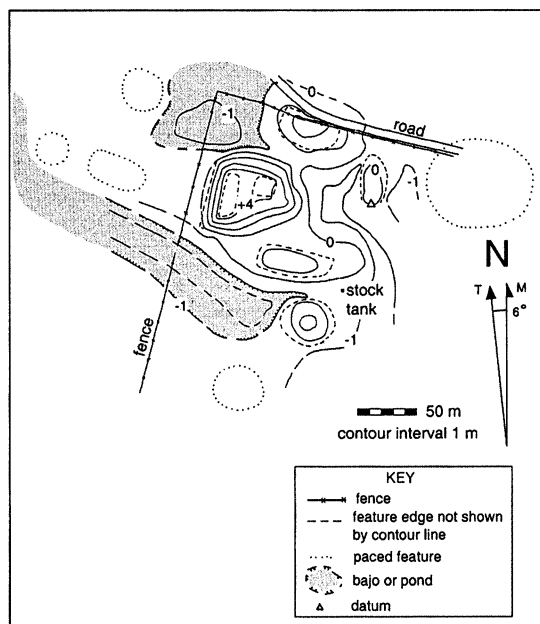 0
-1
road
0
-1
+4
0
N
stock
tank
T M
6°
-1
-1
fence
50 m
contour interval 1 m
KEY
fence
feature edge not shown
by contour line
paced feature
bajo or pond
datum